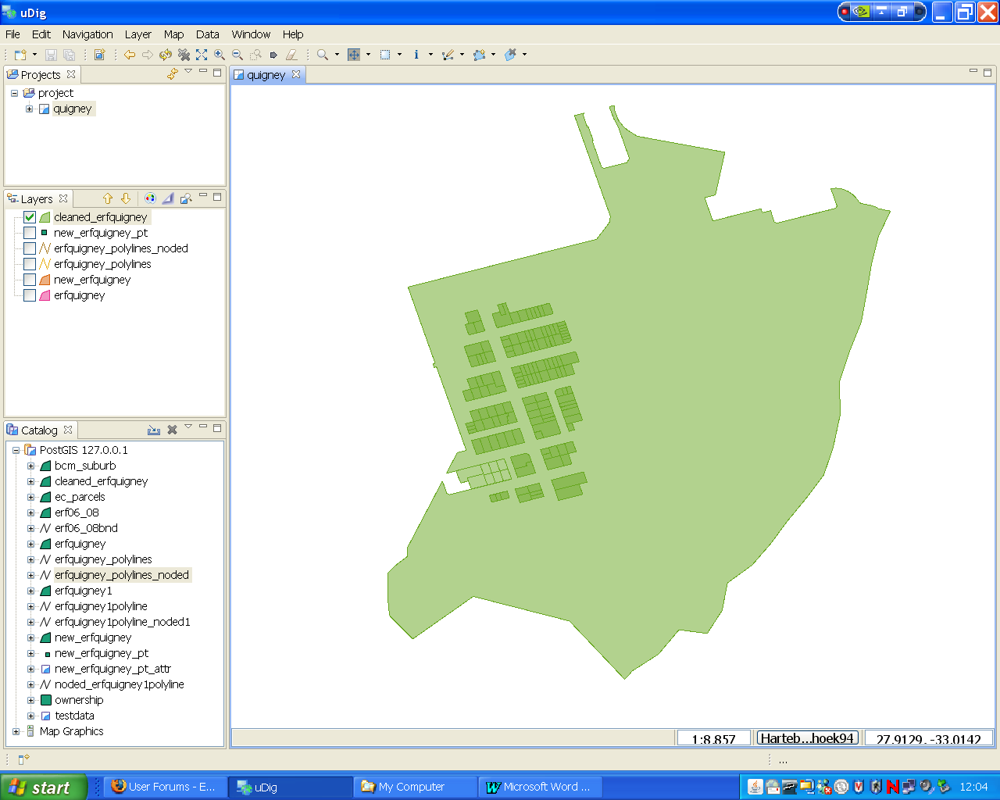 uDig
File Edit Navigation Layer Map Data Window Help
Projects
project
quigney
Layers
cleaned_erfquigney
new_erfquigney_pt
erfquigney_polylines_noded
erfquigney_polylines
new_erfquigney
erfquigney
Catalog
PostGIS 127.0.0.1
bcm_suburb
cleaned_erfquigney
ec_parcels
erf06_08
erf06_08bnd
erfquigney
erfquigney_polylines
erfquigney_polylines_noded
erfquigney1
erfquigney1polyline
erfquigney1polyline_noded1
new_erfquigney
new_erfquigney_pt
new_erfquigney_pt_attr
noded_erfquigney1polyline
ownership
testdata
Map Graphics
quigney
1:8,857 Harteb...hoek94 27.9129, -33.0142
...
start User Forums - E... uDig My Computer Microsoft Word ... 12:04